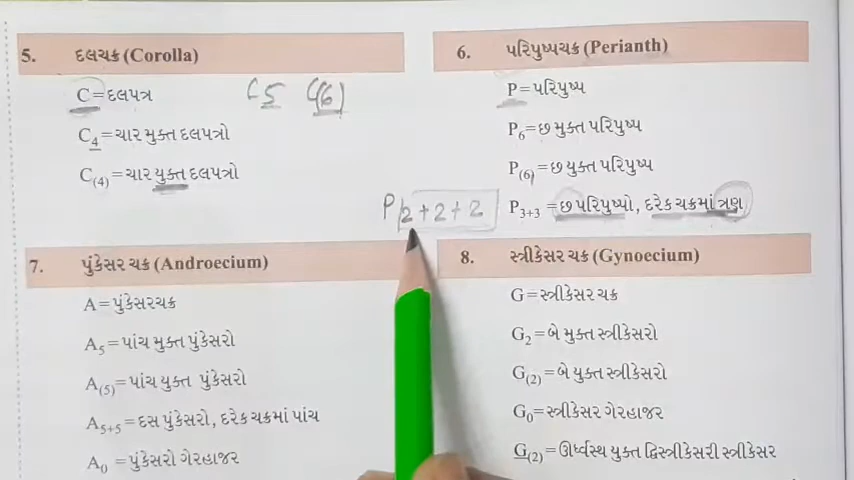 5. દલચક્ર (Corolla)
C=દલપત્ર
C5 C(6)
C4=ચાર મુક્ત દલપત્રો
C(4)=ચાર યુક્ત દલપત્રો
6. પરિપુષ્પચક્ર (Perianth)
P=પરિપુષ્પ
P6=છ મુક્ત પરિપુષ્પ
P(6)=છ યુક્ત પરિપુષ્પ
P3+3=છ પરિપુષ્પો, દરેક ચક્રમાં ત્રણ
P 2+2+2
7. પુંકેસર ચક્ર (Androecium)
A=પુંકેસરચક્ર
A5=પાંચ મુક્ત પુંકેસરો
A(5)=પાંચ યુક્ત પુંકેસરો
A5+5=દસ પુંકેસરો, દરેક ચક્રમાં પાંચ
A0=પુંકેસરો ગેરહાજર
8. સ્ત્રીકેસર ચક્ર (Gynoecium)
G=સ્ત્રીકેસર ચક્ર
G2=બે મુક્ત સ્ત્રીકેસરો
G(2)=બે યુક્ત સ્ત્રીકેસરો
G0=સ્ત્રીકેસર ગેરહાજર
G(2)=ઊર્ધ્વસ્થ યુક્ત દ્વિસ્ત્રીકેસરી સ્ત્રીકેસર